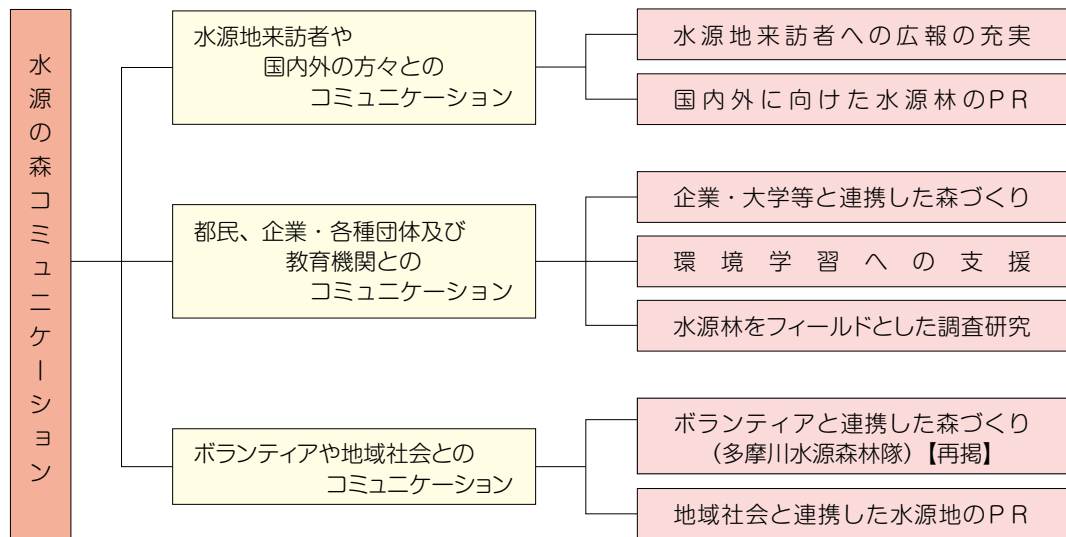 水源の森コミュニケーション
水源地来訪者や
国内外の方々との
コミュニケーション
水源地来訪者への広報の充実
国内外に向けた水源林のPR
都民、企業・各種団体及び
教育機関との
コミュニケーション
企業・大学等と連携した森づくり
環境学習への支援
水源林をフィールドとした調査研究
ボランティアや地域社会との
コミュニケーション
ボランティアと連携した森づくり
（多摩川水源森林隊）【再掲】
地域社会と連携した水源地のPR